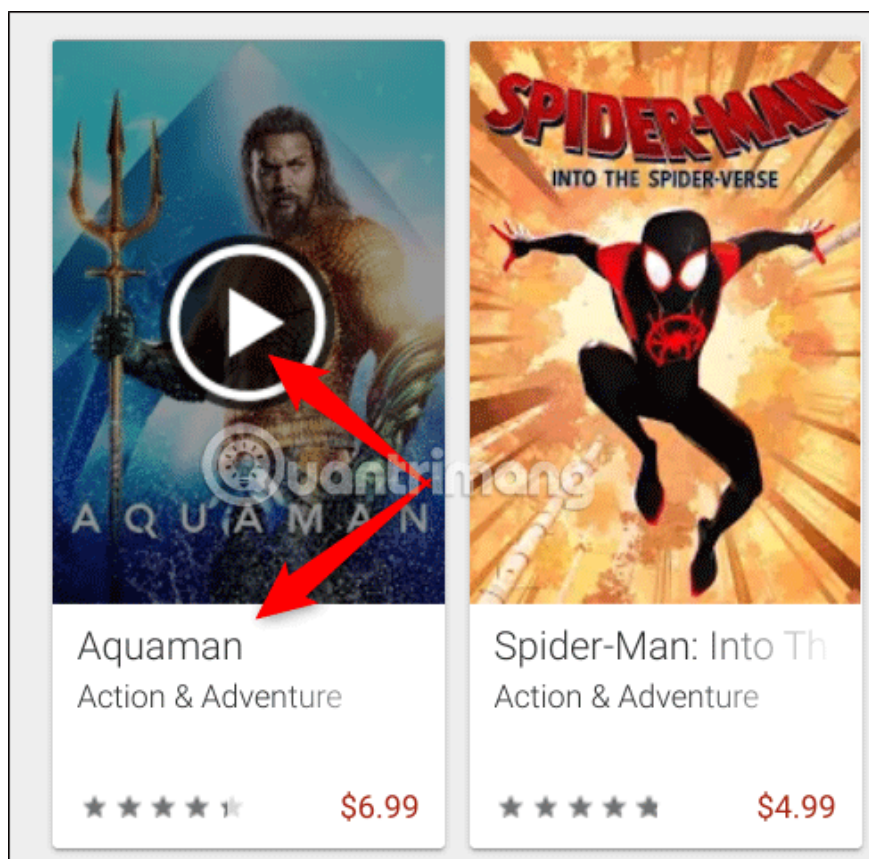 SPIDER-MAN
INTO THE SPIDER-VERSE
Quantrimang
AQUAMAN
Aquaman
Action & Adventure
$6.99
Spider-Man: Into Th
Action & Adventure
$4.99